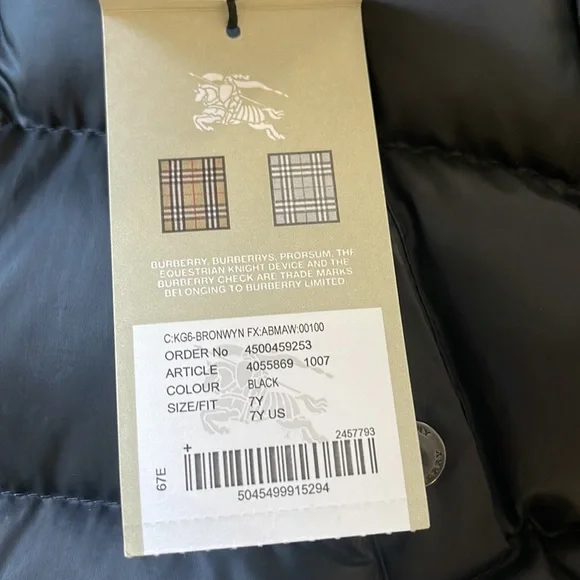 BURBERRY, BURBERRYS, PRORSUM, THE
EQUESTRIAN KNIGHT DEVICE AND THE
BURBERRY CHECK ARE TRADE MARKS
BELONGING TO BURBERRY LIMITED
C:KG6-BRONWYN FX:ABMAW:00100
ORDER No 4500459253
ARTICLE 4055869 1007
COLOUR BLACK
SIZE/FIT 7Y
7Y US
2457793
67E
5045499915294